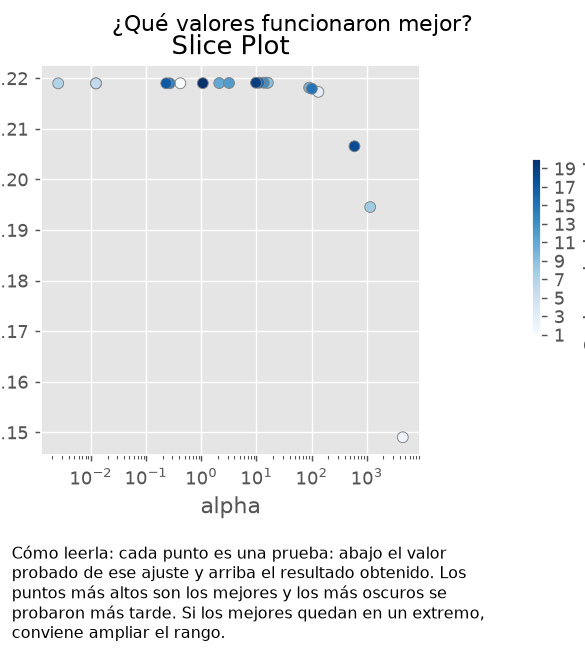 ¿Qué valores funcionaron mejor?
Slice Plot
.22
.21
.20
.19
.18
.17
.16
.15
10⁻² 10⁻¹ 10⁰ 10¹ 10² 10³
alpha
19
17
15
13
11
9
7
5
3
1
Cómo leerla: cada punto es una prueba: abajo el valor
probado de ese ajuste y arriba el resultado obtenido. Los
puntos más altos son los mejores y los más oscuros se
probaron más tarde. Si los mejores quedan en un extremo,
conviene ampliar el rango.